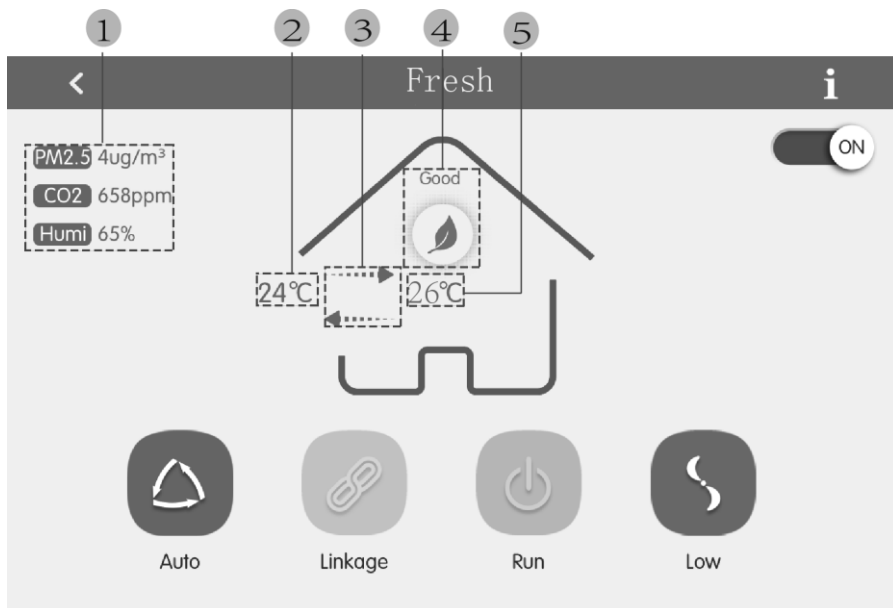 1 2 3 4 5
Fresh i
PM2.5 4ug/m³
ON
CO2 658ppm
Humi 65%
Good
24℃ 26℃
Auto Linkage Run Low